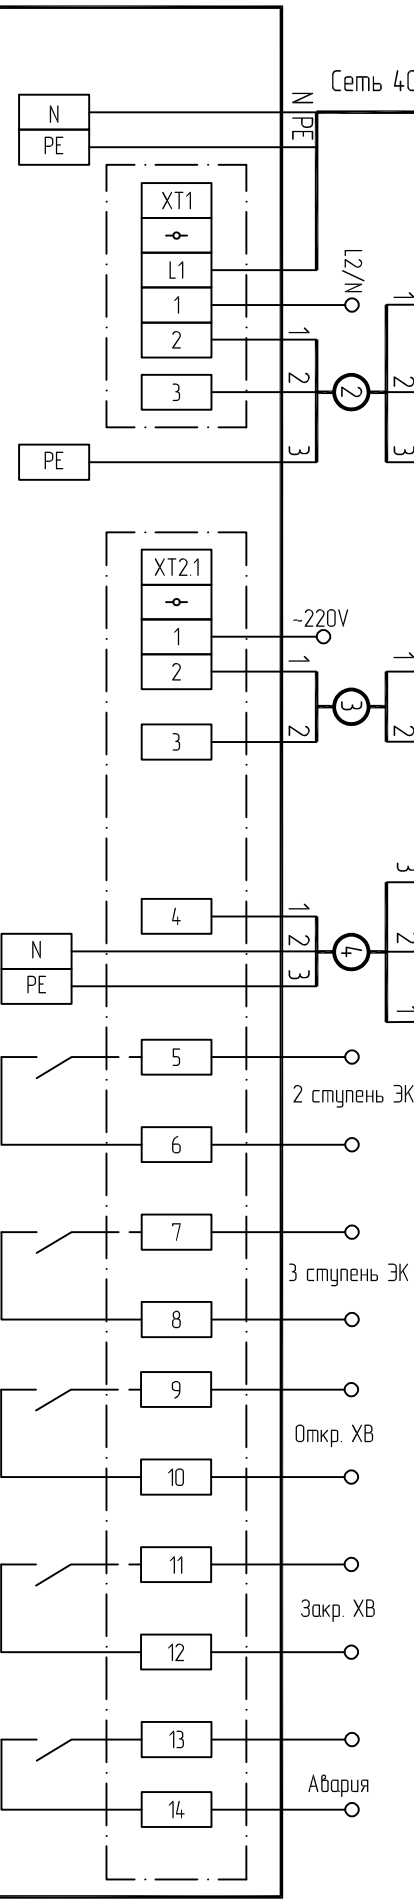 Сеть 40
N
N
PE
PE
XT1
L1
L2/N
1
1
2
1
2
2
2
3
3
3
PE
XT2.1
~220V
1
1
1
2
3
2
3
2
4
1
3
N
2
4
2
PE
3
1
5
2 ступень ЭК
6
7
3 ступень ЭК
8
9
Откр. ХВ
10
11
Закр. ХВ
12
13
Авария
14